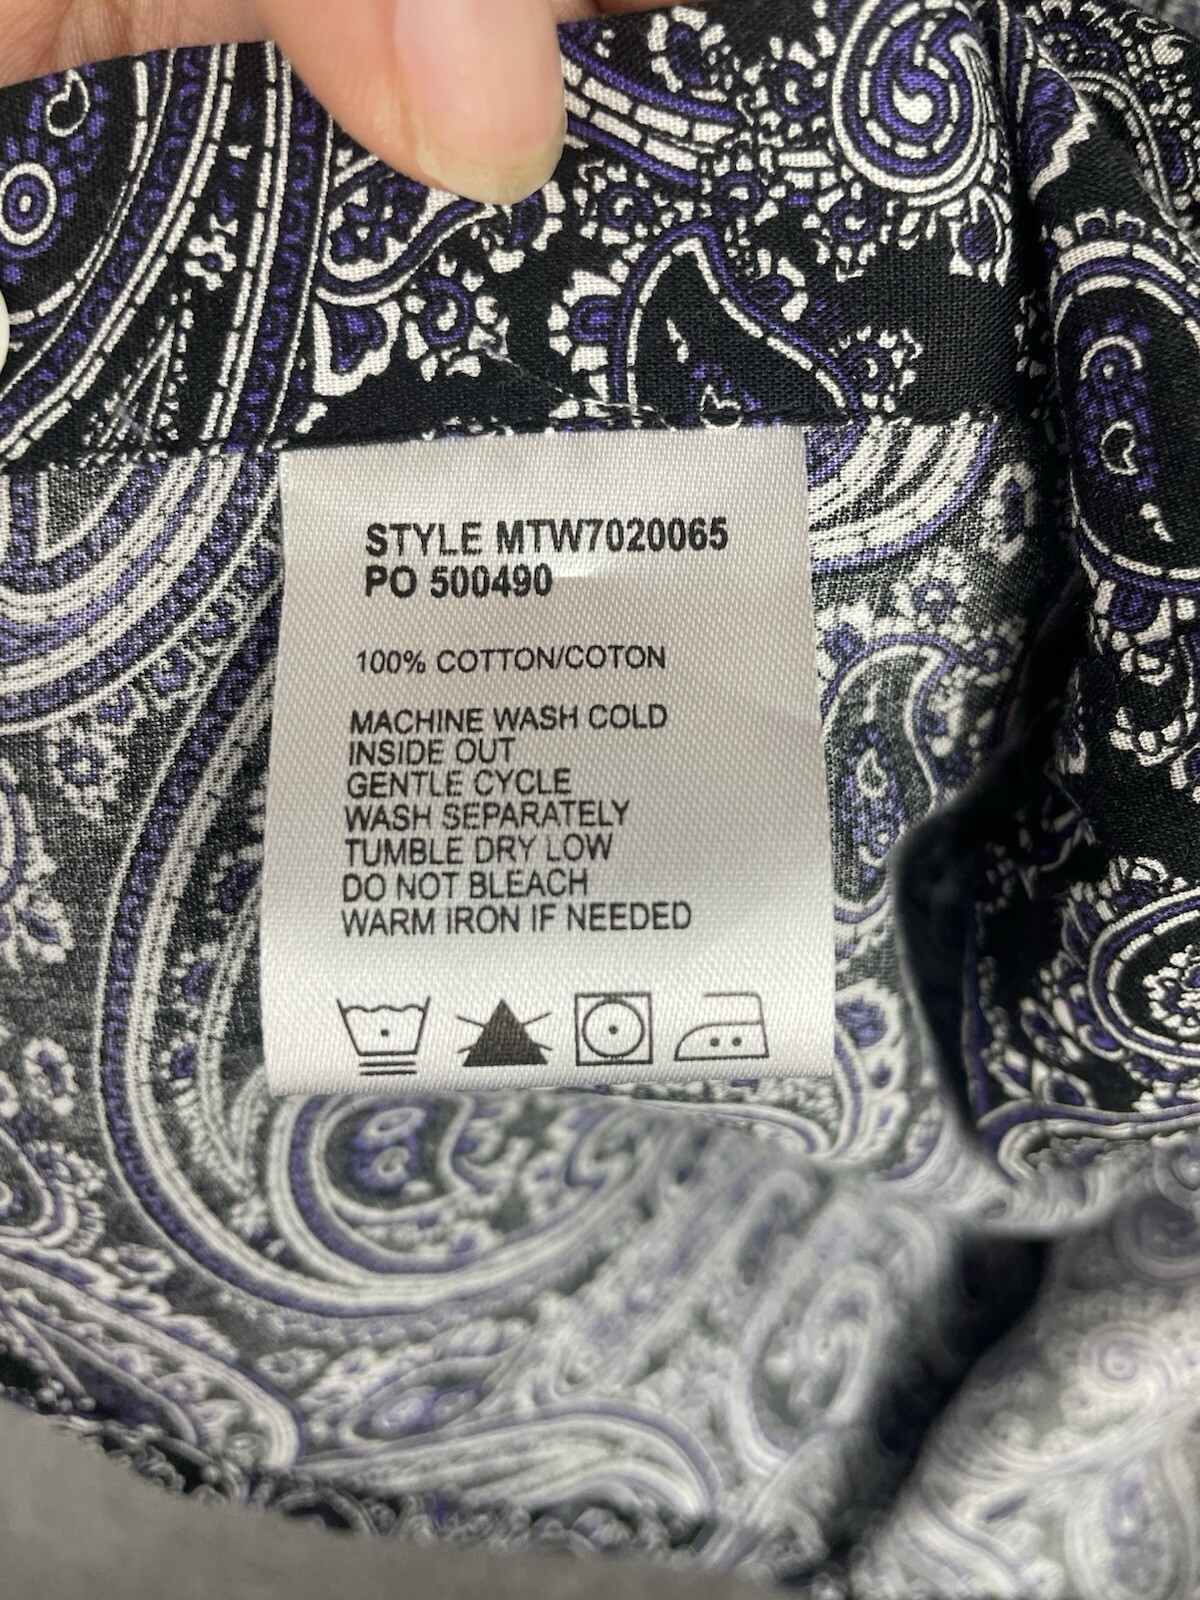 STYLE MTW7020065
PO 500490
100% COTTON/COTON
MACHINE WASH COLD
INSIDE OUT
GENTLE CYCLE
WASH SEPARATELY
TUMBLE DRY LOW
DO NOT BLEACH
WARM IRON IF NEEDED